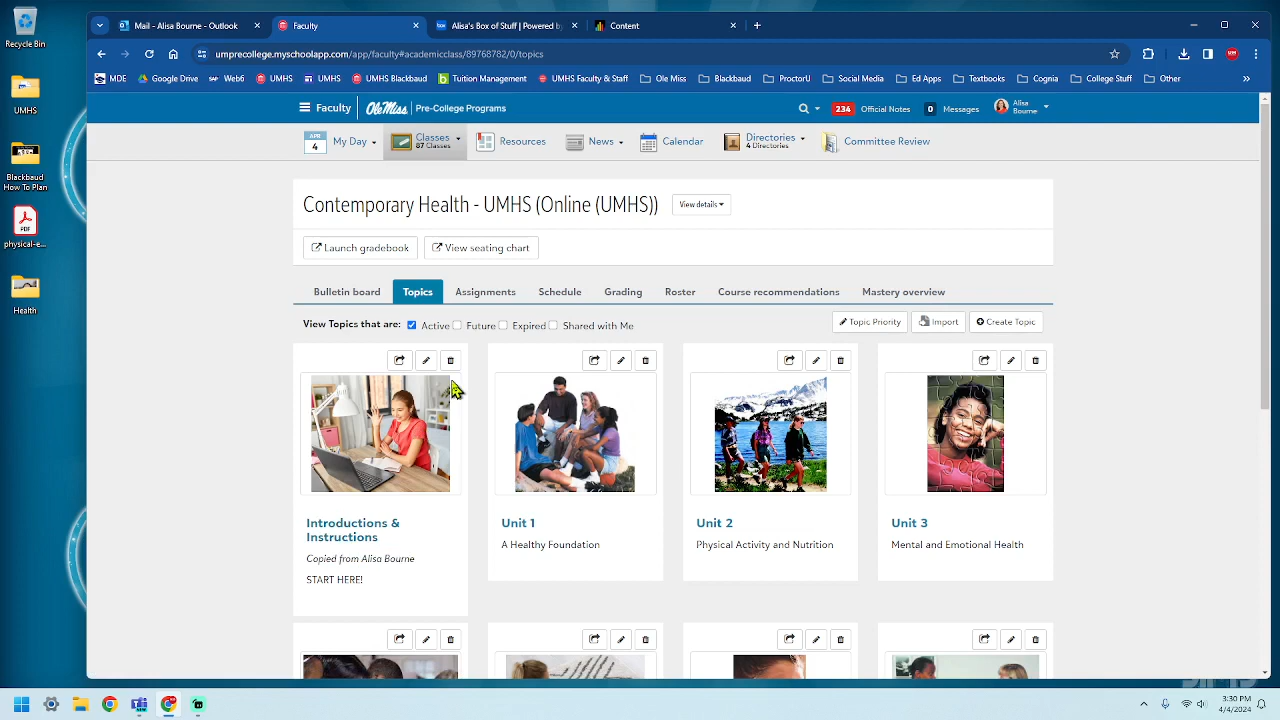 Recycle Bin
UMHS
Blackbaud
How To Plan
PDF
physical-e...
Health
Mail - Alisa Bourne - Outlook
Faculty
Alisa's Box of Stuff | Powered by
Content
umprecollege.myschoolapp.com/app/faculty#academicclass/89768782/0/topics
MDE
Google Drive
Web6
UMHS
UMHS
UMHS Blackbaud
Tuition Management
UMHS Faculty & Staff
Ole Miss
Blackbaud
ProctorU
Social Media
Ed Apps
Textbooks
Cognia
College Stuff
Other
Faculty
Ole Miss
Pre-College Programs
234 Official Notes
0 Messages
Alisa
Bourne
APR
4
My Day
Classes
87 Classes
Resources
News
Calendar
Directories
4 Directories
Committee Review
Contemporary Health - UMHS (Online (UMHS))
View details
Launch gradebook
View seating chart
Bulletin board
Topics
Assignments
Schedule
Grading
Roster
Course recommendations
Mastery overview
View Topics that are: Active Future Expired Shared with Me
Topic Priority
Import
Create Topic
Introductions &
Instructions
Copied from Alisa Bourne
START HERE!
Unit 1
A Healthy Foundation
Unit 2
Physical Activity and Nutrition
Unit 3
Mental and Emotional Health
3:30 PM
4/4/2024